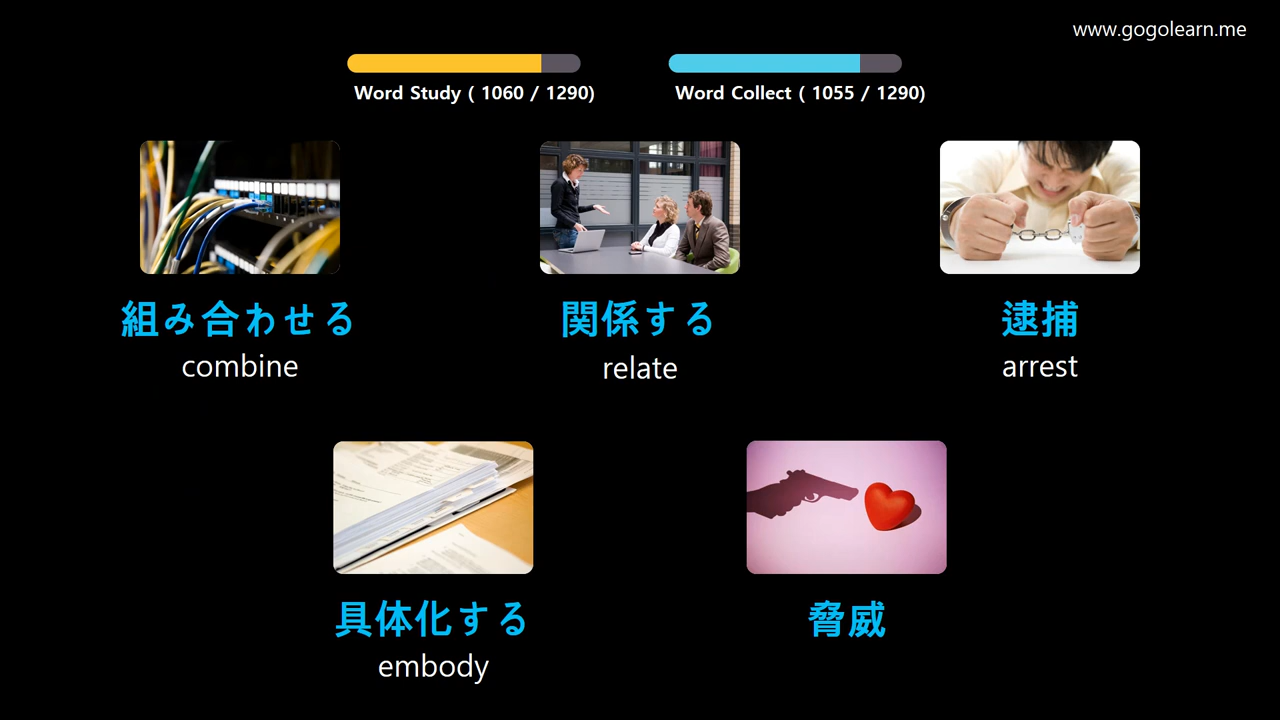 www.gogolearn.me
Word Study ( 1060 / 1290)
Word Collect ( 1055 / 1290)
組み合わせる
combine
関係する
relate
逮捕
arrest
具体化する
embody
脅威